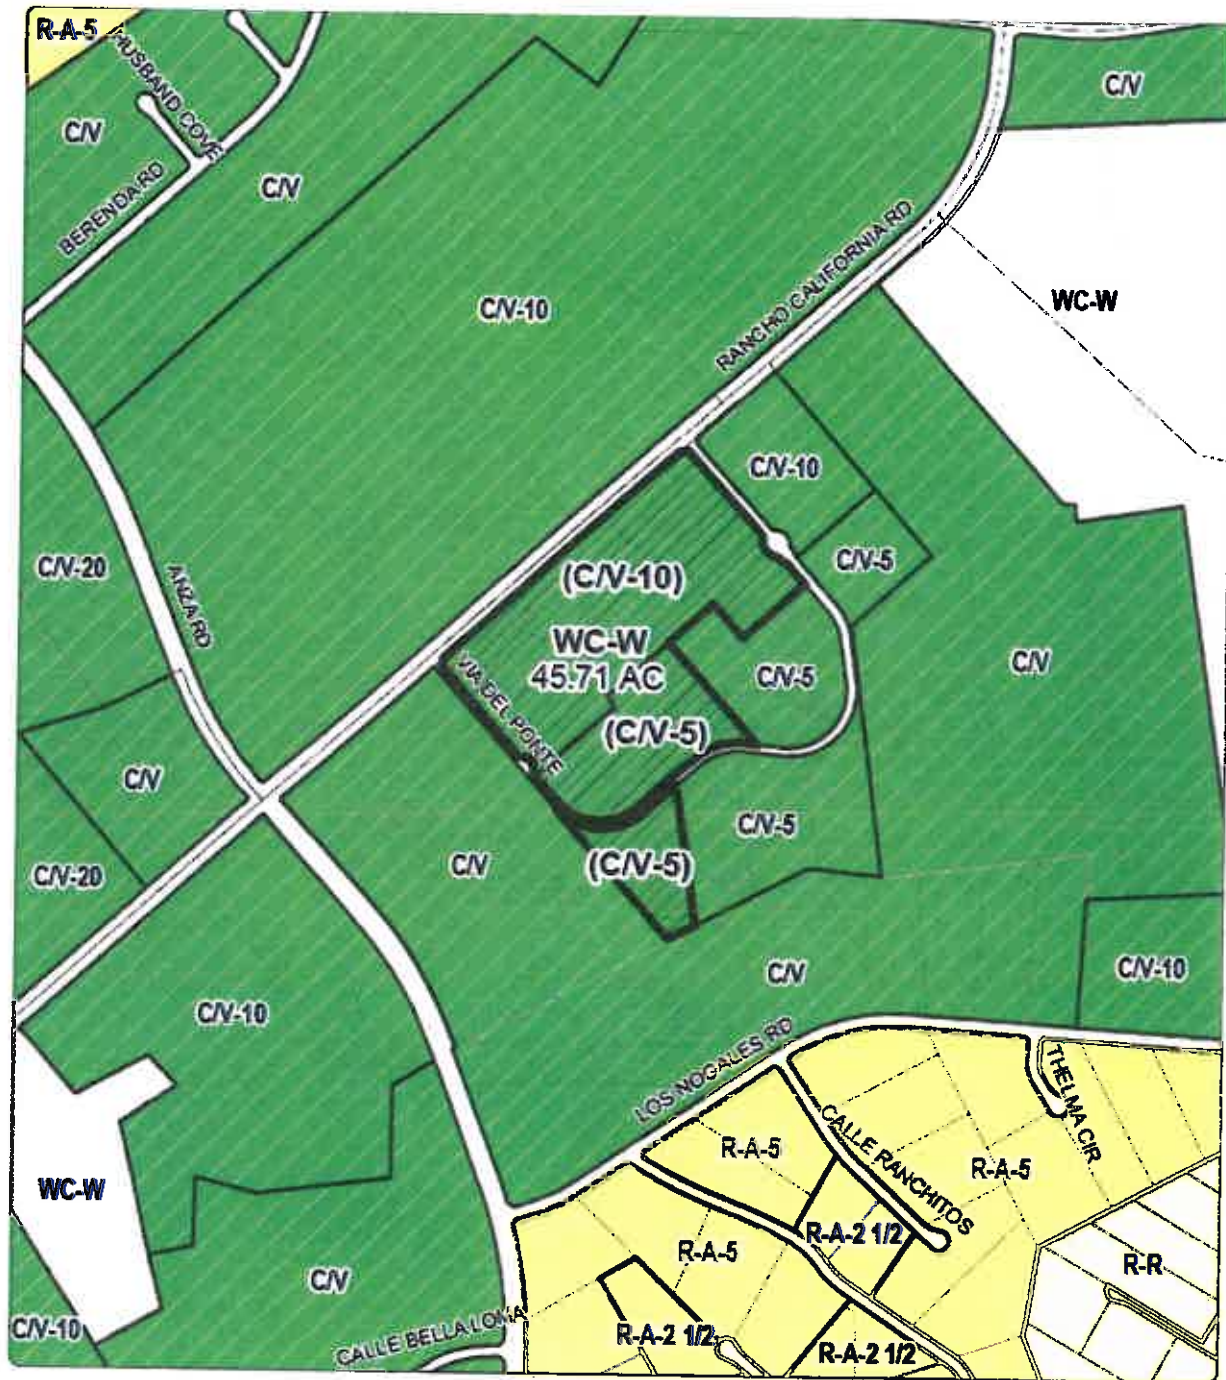 R-A-5
HUSBAND COVE
C/V
C/V
C/V
BERENDA RD
RANCHO CALIFORNIA RD
C/V-10
WC-W
C/V-10
C/V-20
ANZA RD
C/V-5
(C/V-10)
WC-W
45.71 AC
VIA DEL PONTE
C/V-5
C/V
(C/V-5)
C/V
C/V-5
C/V
(C/V-5)
C/V-20
C/V
C/V-10
C/V-10
LOS NOGALES RD
THELMA CIR
CALLE RANCHITOS
R-A-5
R-A-5
WC-W
R-A-2 1/2
R-A-5
R-R
C/V
C/V-10
CALLE BELLA LOMA
R-A-2 1/2
R-A-2 1/2